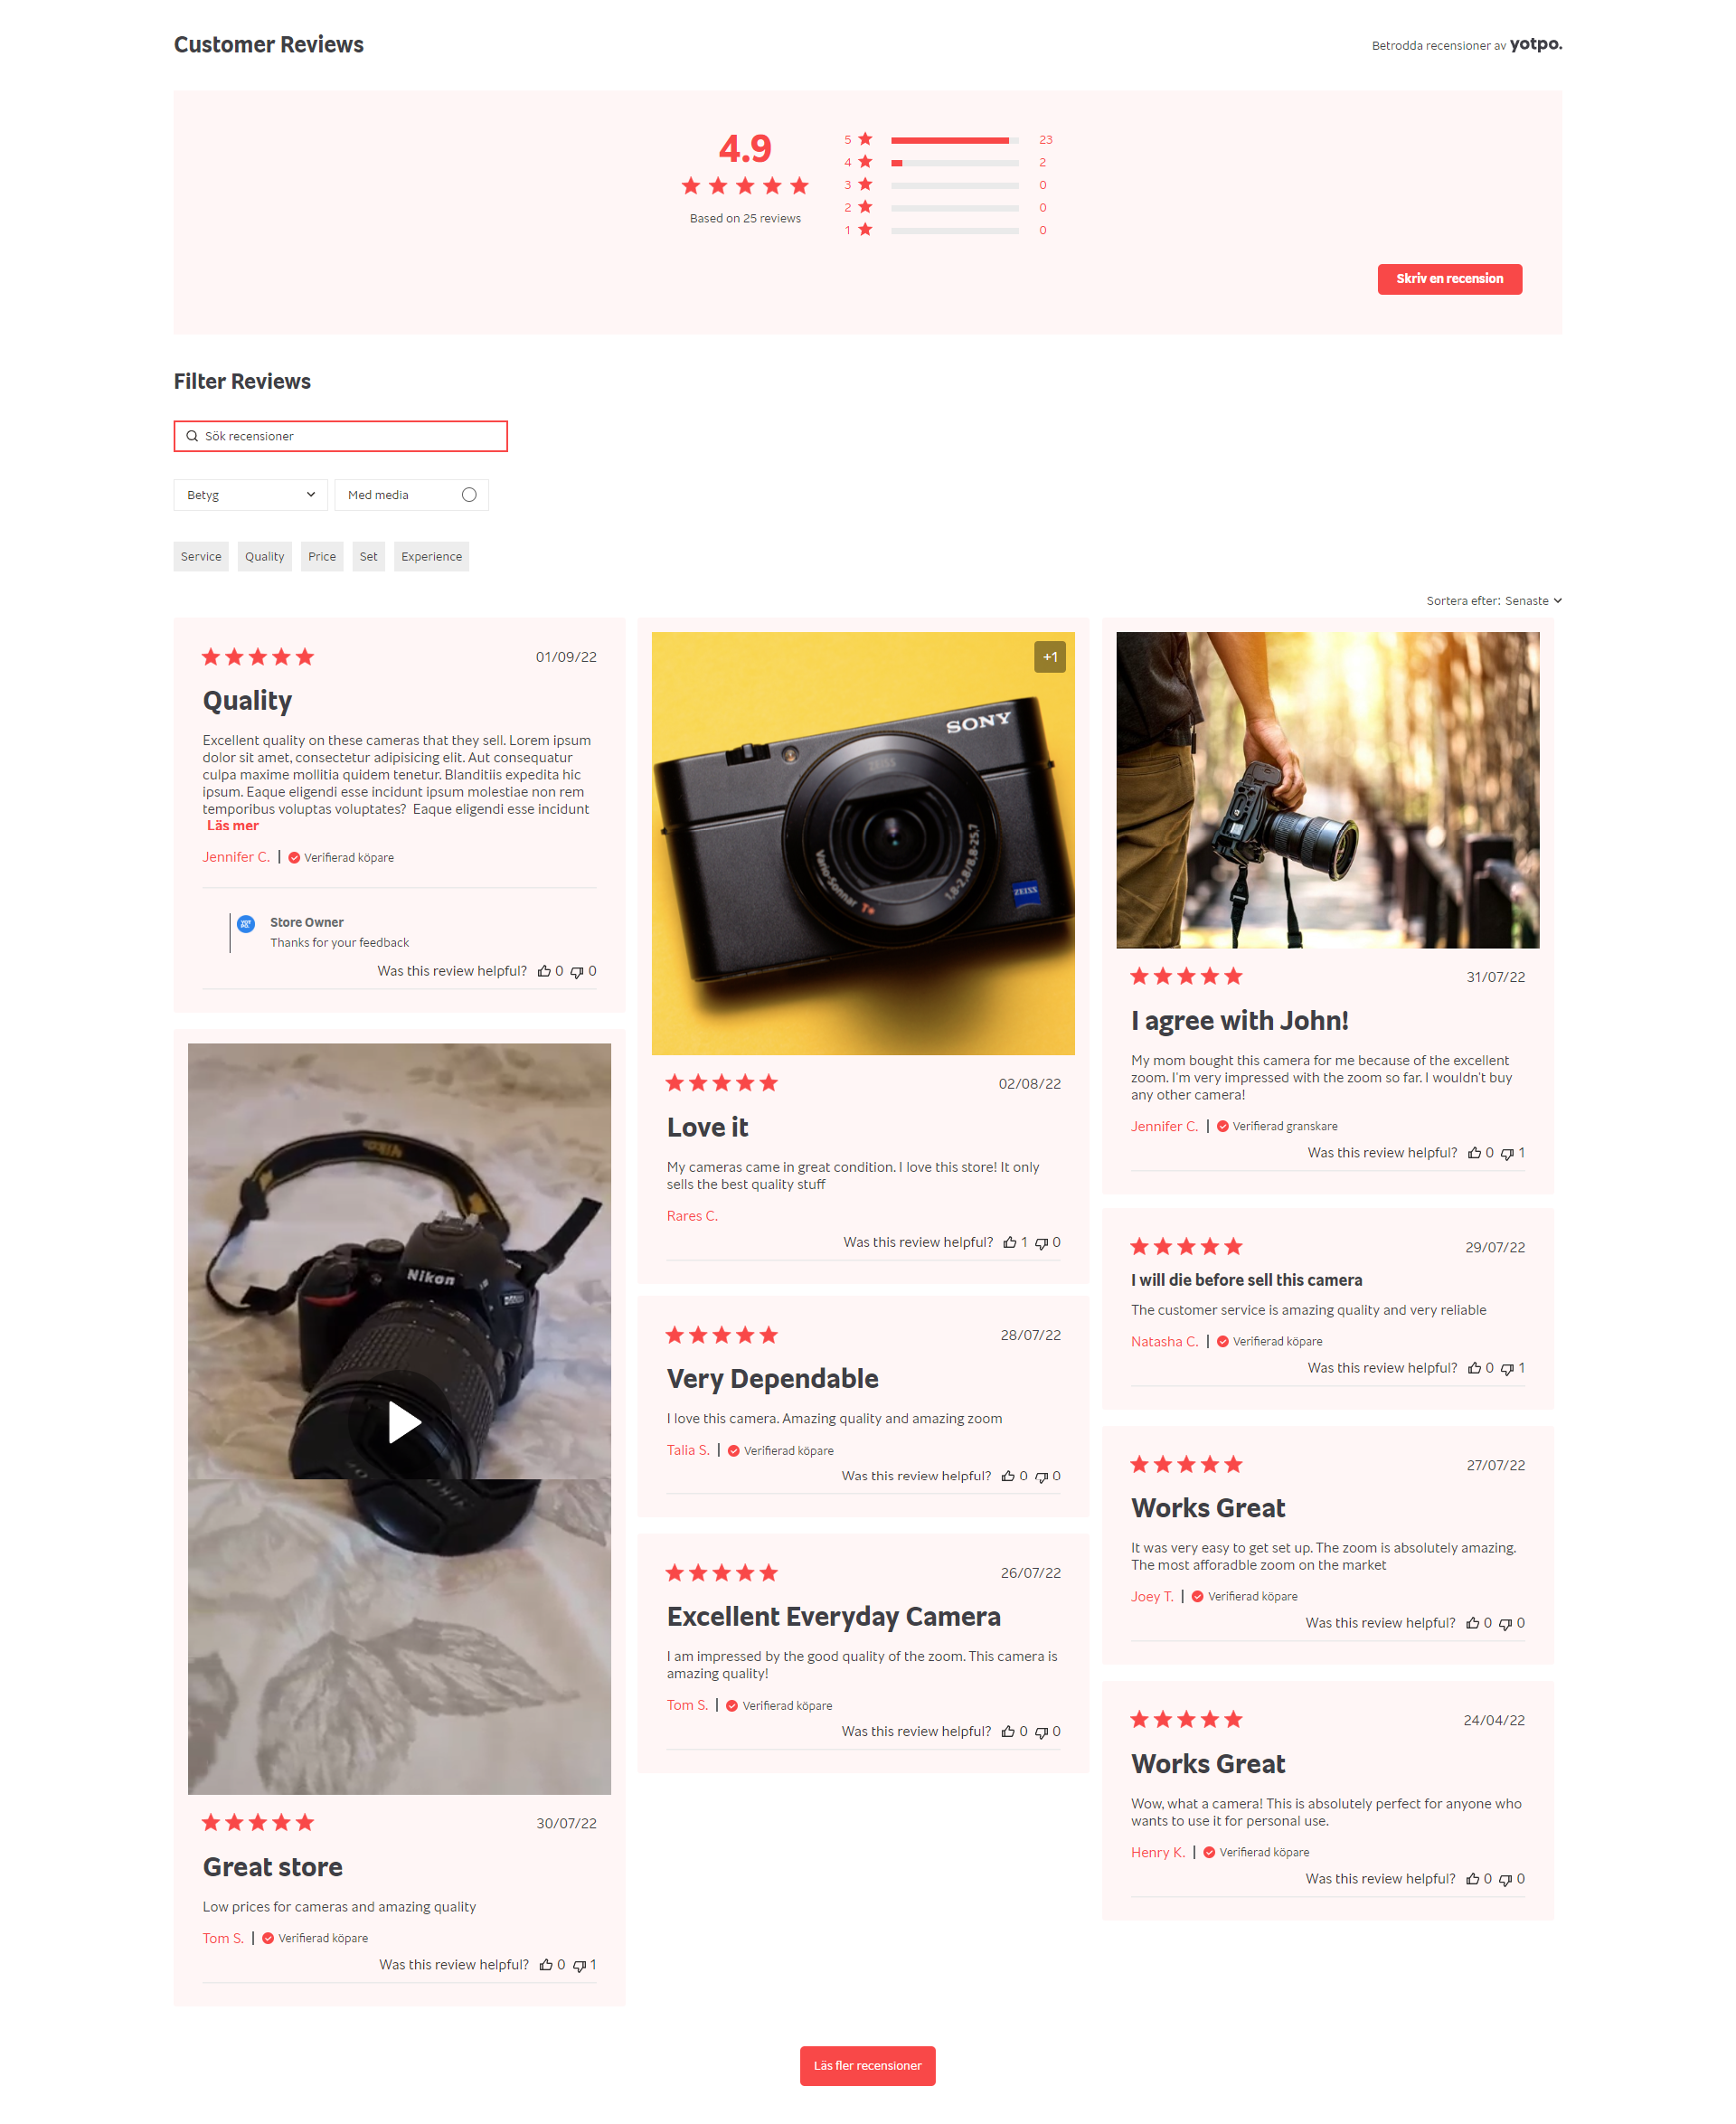 Customer Reviews
Betrodda recensioner av yotpo.
4.9
Based on 25 reviews
5 23
4 2
3 0
2 0
1 0
Skriv en recension
Filter Reviews
Sök recensioner
Betyg
Med media
Service Quality Price Set Experience
Sortera efter: Senaste
01/09/22
Quality
Excellent quality on these cameras that they sell. Lorem ipsum
dolor sit amet, consectetur adipisicing elit. Aut consequatur
culpa maxime mollitia quidem tenetur. Blanditiis expedita hic
ipsum. Eaque eligendi esse incidunt ipsum molestiae non rem
temporibus voluptas voluptates? Eaque eligendi esse incidunt
Läs mer
Jennifer C. | Verifierad köpare
Store Owner
Thanks for your feedback
Was this review helpful? 0 0
Nikon
Nikon
30/07/22
Great store
Low prices for cameras and amazing quality
Tom S. | Verifierad köpare
Was this review helpful? 0 1
+1
SONY
ZEISS
Vario-Sonnar T* 1,8-2,8/8,8-25,7
ZEISS
02/08/22
Love it
My cameras came in great condition. I love this store! It only
sells the best quality stuff
Rares C.
Was this review helpful? 1 0
28/07/22
Very Dependable
I love this camera. Amazing quality and amazing zoom
Talia S. | Verifierad köpare
Was this review helpful? 0 0
26/07/22
Excellent Everyday Camera
I am impressed by the good quality of the zoom. This camera is
amazing quality!
Tom S. | Verifierad köpare
Was this review helpful? 0 0
31/07/22
I agree with John!
My mom bought this camera for me because of the excellent
zoom. I'm very impressed with the zoom so far. I wouldn't buy
any other camera!
Jennifer C. | Verifierad granskare
Was this review helpful? 0 1
29/07/22
I will die before sell this camera
The customer service is amazing quality and very reliable
Natasha C. | Verifierad köpare
Was this review helpful? 0 1
27/07/22
Works Great
It was very easy to get set up. The zoom is absolutely amazing.
The most afforadble zoom on the market
Joey T. | Verifierad köpare
Was this review helpful? 0 0
24/04/22
Works Great
Wow, what a camera! This is absolutely perfect for anyone who
wants to use it for personal use.
Henry K. | Verifierad köpare
Was this review helpful? 0 0
Läs fler recensioner